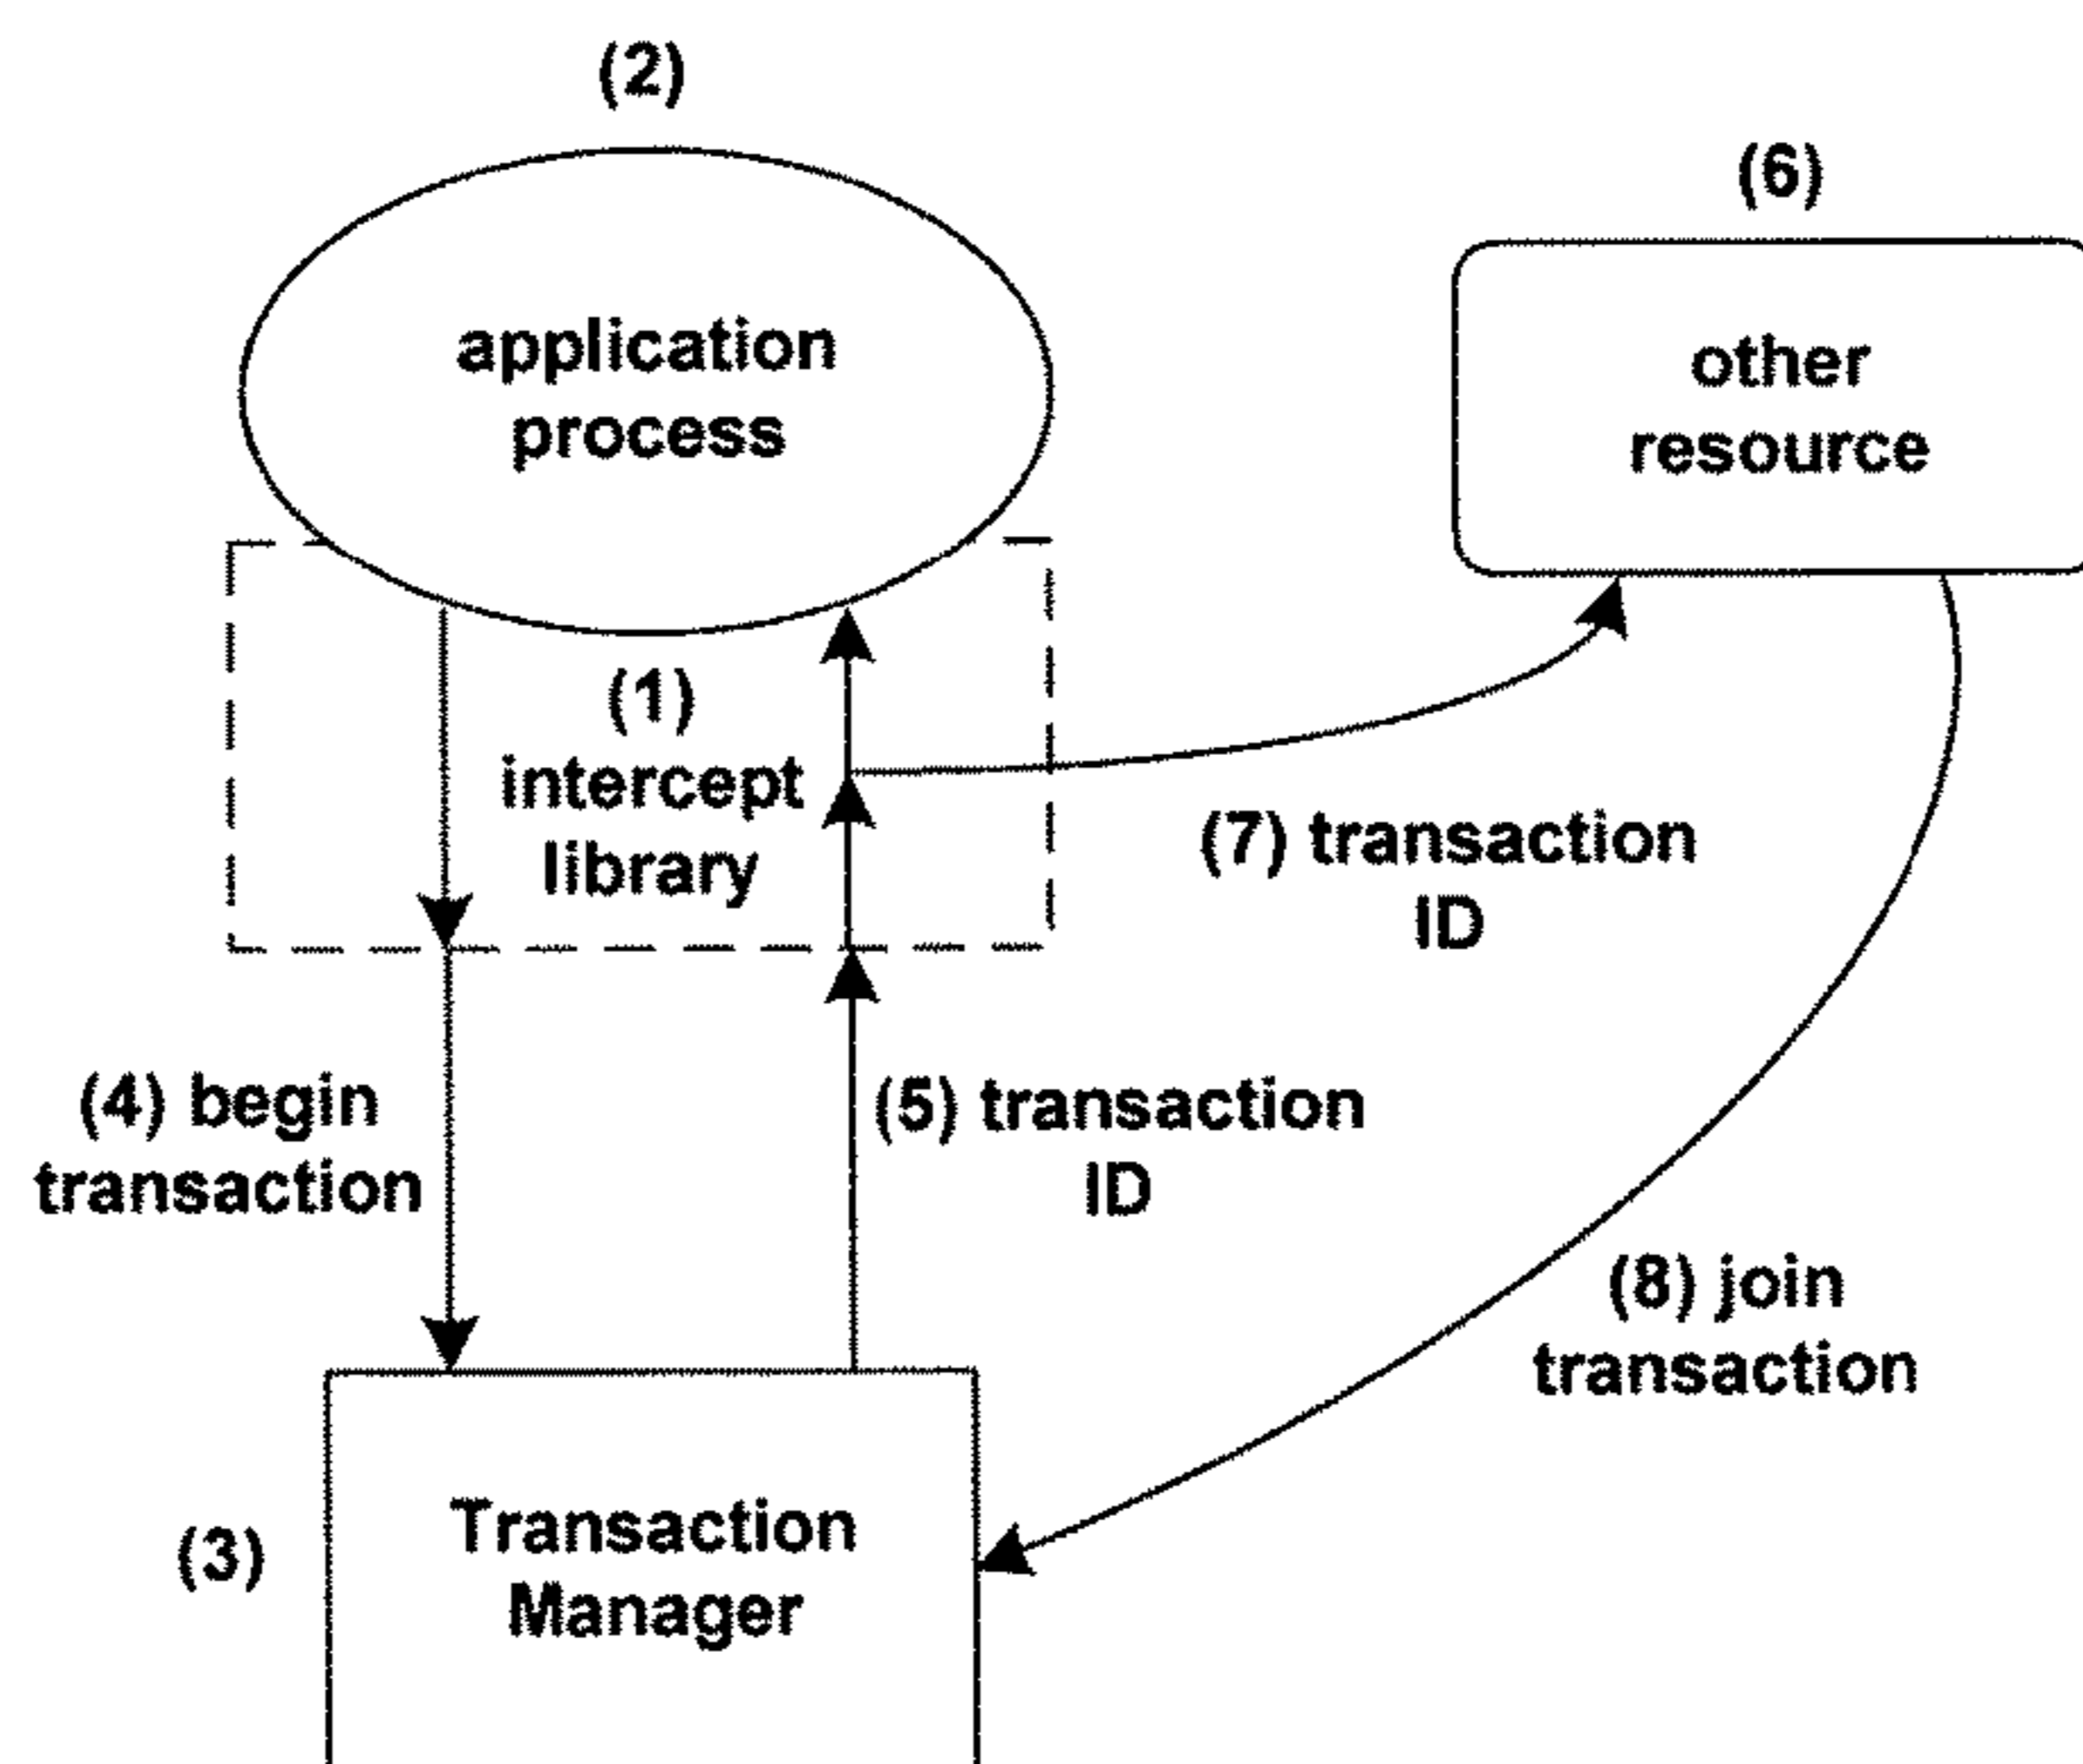 (2)
application
process
(6)
other
resource
(1)
intercept
library
(7) transaction
ID
(4) begin
transaction
(5) transaction
ID
(8) join
transaction
(3)
Transaction
Manager